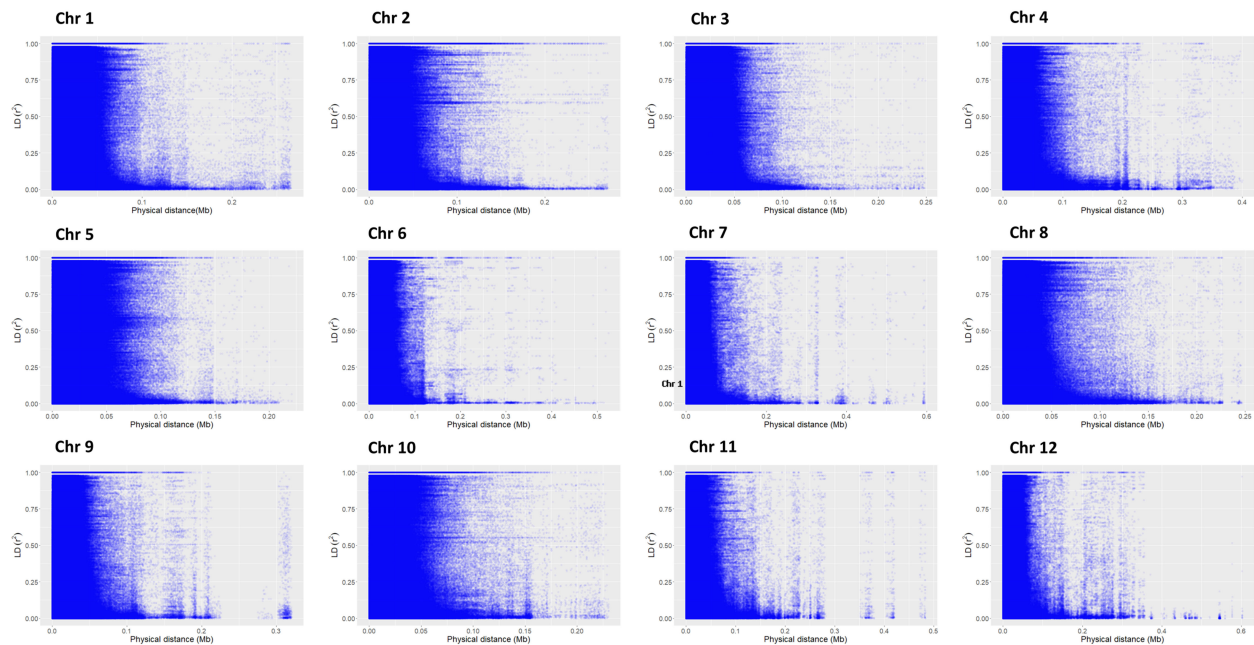 Chr 1 Chr 2 Chr 3 Chr 4
1.00 1.00 1.00 1.00
0.75 0.75 0.75 0.75
LD (r²) LD (r²) LD (r²) LD (r²)
0.50 0.50 0.50 0.50
0.25 0.25 0.25 0.25
0.00 0.00 0.00 0.00
0.0 0.1 0.2 0.0 0.1 0.2 0.00 0.05 0.10 0.15 0.20 0.25 0.0 0.1 0.2 0.3 0.4
Physical distance(Mb) Physical distance(Mb) Physical distance(Mb) Physical distance(Mb)
Chr 5 Chr 6 Chr 7 Chr 8
1.00 1.00 1.00 1.00
0.75 0.75 0.75 0.75
LD (r²) LD (r²) LD (r²) LD (r²)
0.50 0.50 0.50 0.50
0.25 0.25 0.25 0.25
Chr 1
0.00 0.00 0.00 0.00
0.00 0.05 0.10 0.15 0.20 0.0 0.1 0.2 0.3 0.4 0.5 0.0 0.2 0.4 0.6 0.00 0.05 0.10 0.15 0.20 0.25
Physical distance(Mb) Physical distance(Mb) Physical distance(Mb) Physical distance(Mb)
Chr 9 Chr 10 Chr 11 Chr 12
1.00 1.00 1.00 1.00
0.75 0.75 0.75 0.75
LD (r²) LD (r²) LD (r²) LD (r²)
0.50 0.50 0.50 0.50
0.25 0.25 0.25 0.25
0.00 0.00 0.00 0.00
0.0 0.1 0.2 0.3 0.00 0.05 0.10 0.15 0.20 0.0 0.1 0.2 0.3 0.4 0.5 0.0 0.2 0.4 0.6
Physical distance(Mb) Physical distance(Mb) Physical distance(Mb) Physical distance(Mb)